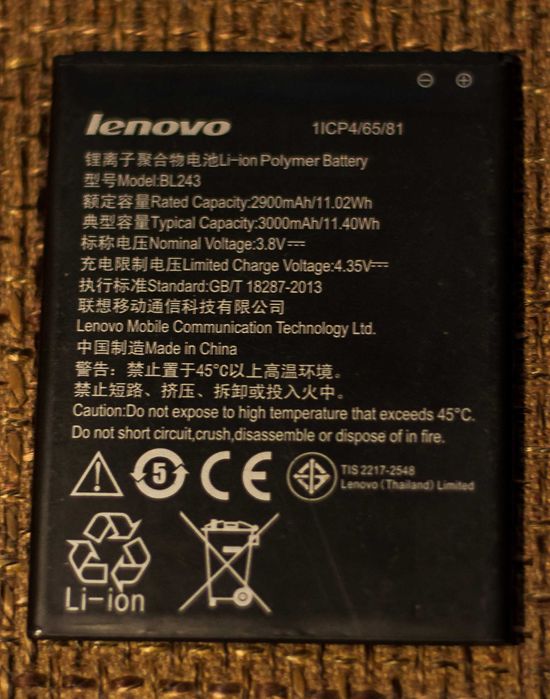 lenovo
1ICP4/65/81
锂离子聚合物电池Li-ion Polymer Battery
型号Model:BL243
额定容量Rated Capacity:2900mAh/11.02Wh
典型容量Typical Capacity:3000mAh/11.40Wh
标称电压Nominal Voltage:3.8V⎓
充电限制电压Limited Charge Voltage:4.35V⎓
执行标准Standard:GB/T 18287-2013
联想移动通信科技有限公司
Lenovo Mobile Communication Technology Ltd.
中国制造Made in China
警告：禁止置于45°C以上高温环境。
禁止短路、挤压、拆卸或投入火中。
Caution:Do not expose to high temperature that exceeds 45°C.
Do not short circuit,crush,disassemble or dispose of in fire.
5
CE
TIS 2217-2548
Lenovo (Thailand) Limited
Li-ion